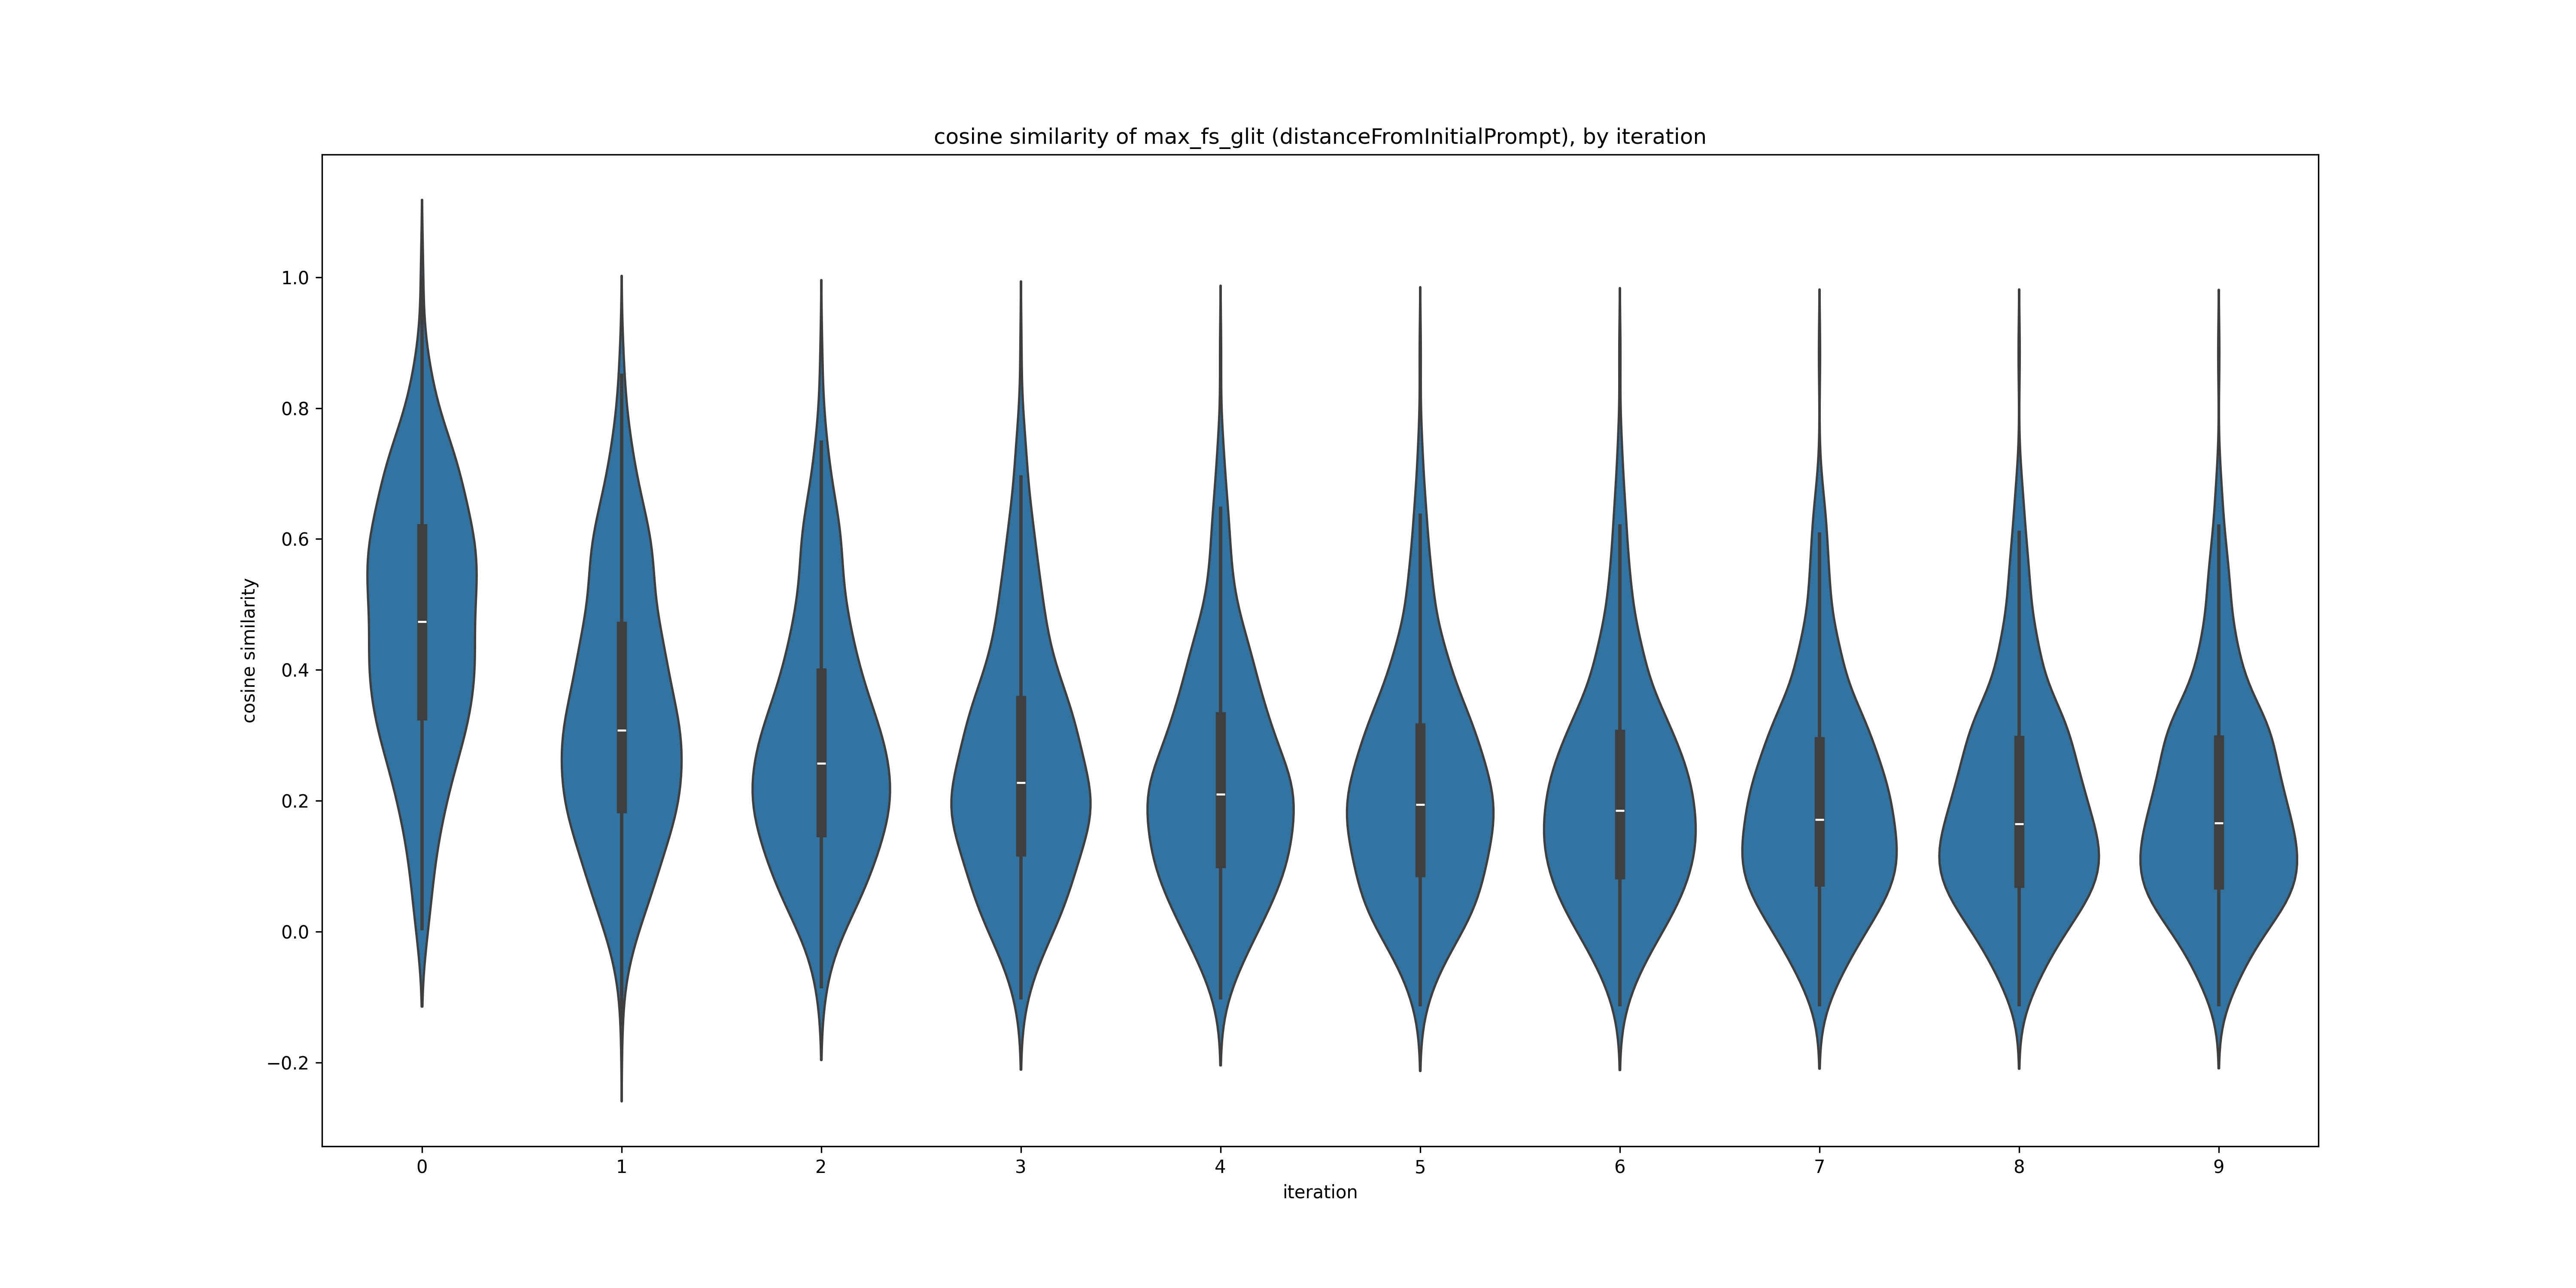 cosine similarity of max_fs_glit (distanceFromInitialPrompt), by iteration
1.0
0.8
0.6
0.4
0.2
0.0
−0.2
cosine similarity
0 1 2 3 4 5 6 7 8 9
iteration